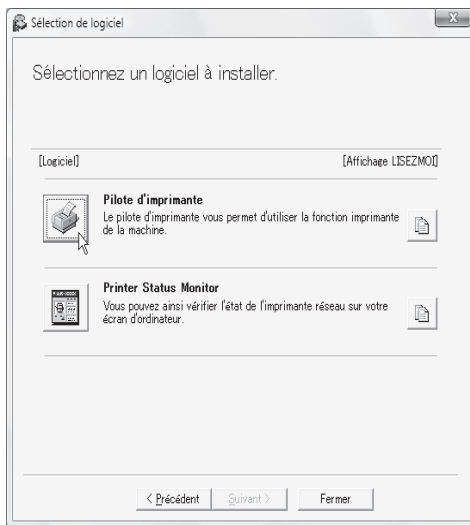 Sélection de logiciel
X
Sélectionnez un logiciel à installer.
[Logiciel] [Affichage LISEZMOI]
Pilote d'imprimante
Le pilote d'imprimante vous permet d'utiliser la fonction imprimante
de la machine.
Printer Status Monitor
Vous pouvez ainsi vérifier l'état de l'imprimante réseau sur votre
écran d'ordinateur.
< Précédent Suivant > Fermer